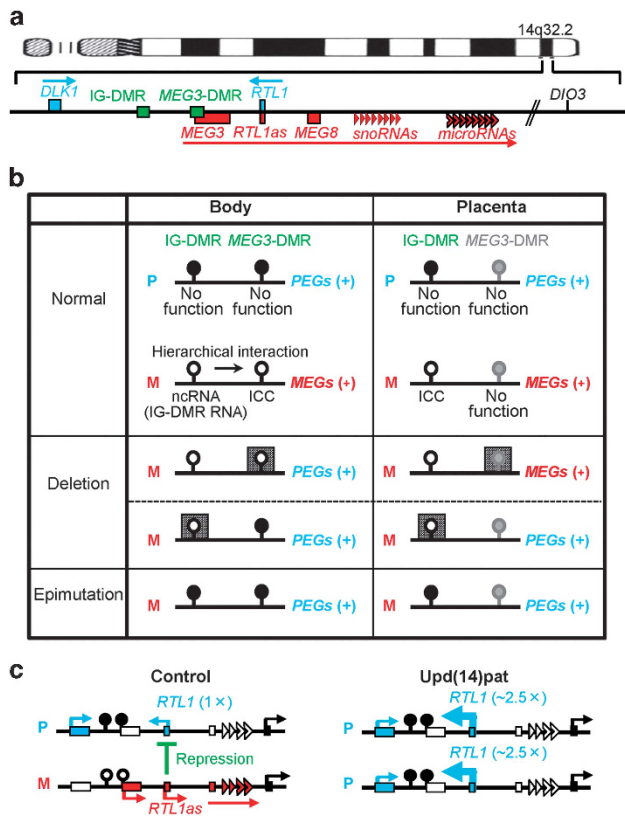 a
14q32.2
DLK1 IG-DMR MEG3-DMR RTL1 DIO3
MEG3 RTL1as MEG8 snoRNAs microRNAs
b
Body Placenta
Normal
IG-DMR MEG3-DMR IG-DMR MEG3-DMR
P PEGs (+) P PEGs (+)
No function No function No function No function
Hierarchical interaction
M MEGs (+) M MEGs (+)
ncRNA ICC ICC No function
(IG-DMR RNA)
Deletion
M PEGs (+) M MEGs (+)
M PEGs (+) M PEGs (+)
Epimutation
M PEGs (+) M PEGs (+)
c
Control Upd(14)pat
RTL1 (1×) RTL1 (~2.5×)
P P
Repression RTL1 (~2.5×)
M P
RTL1as